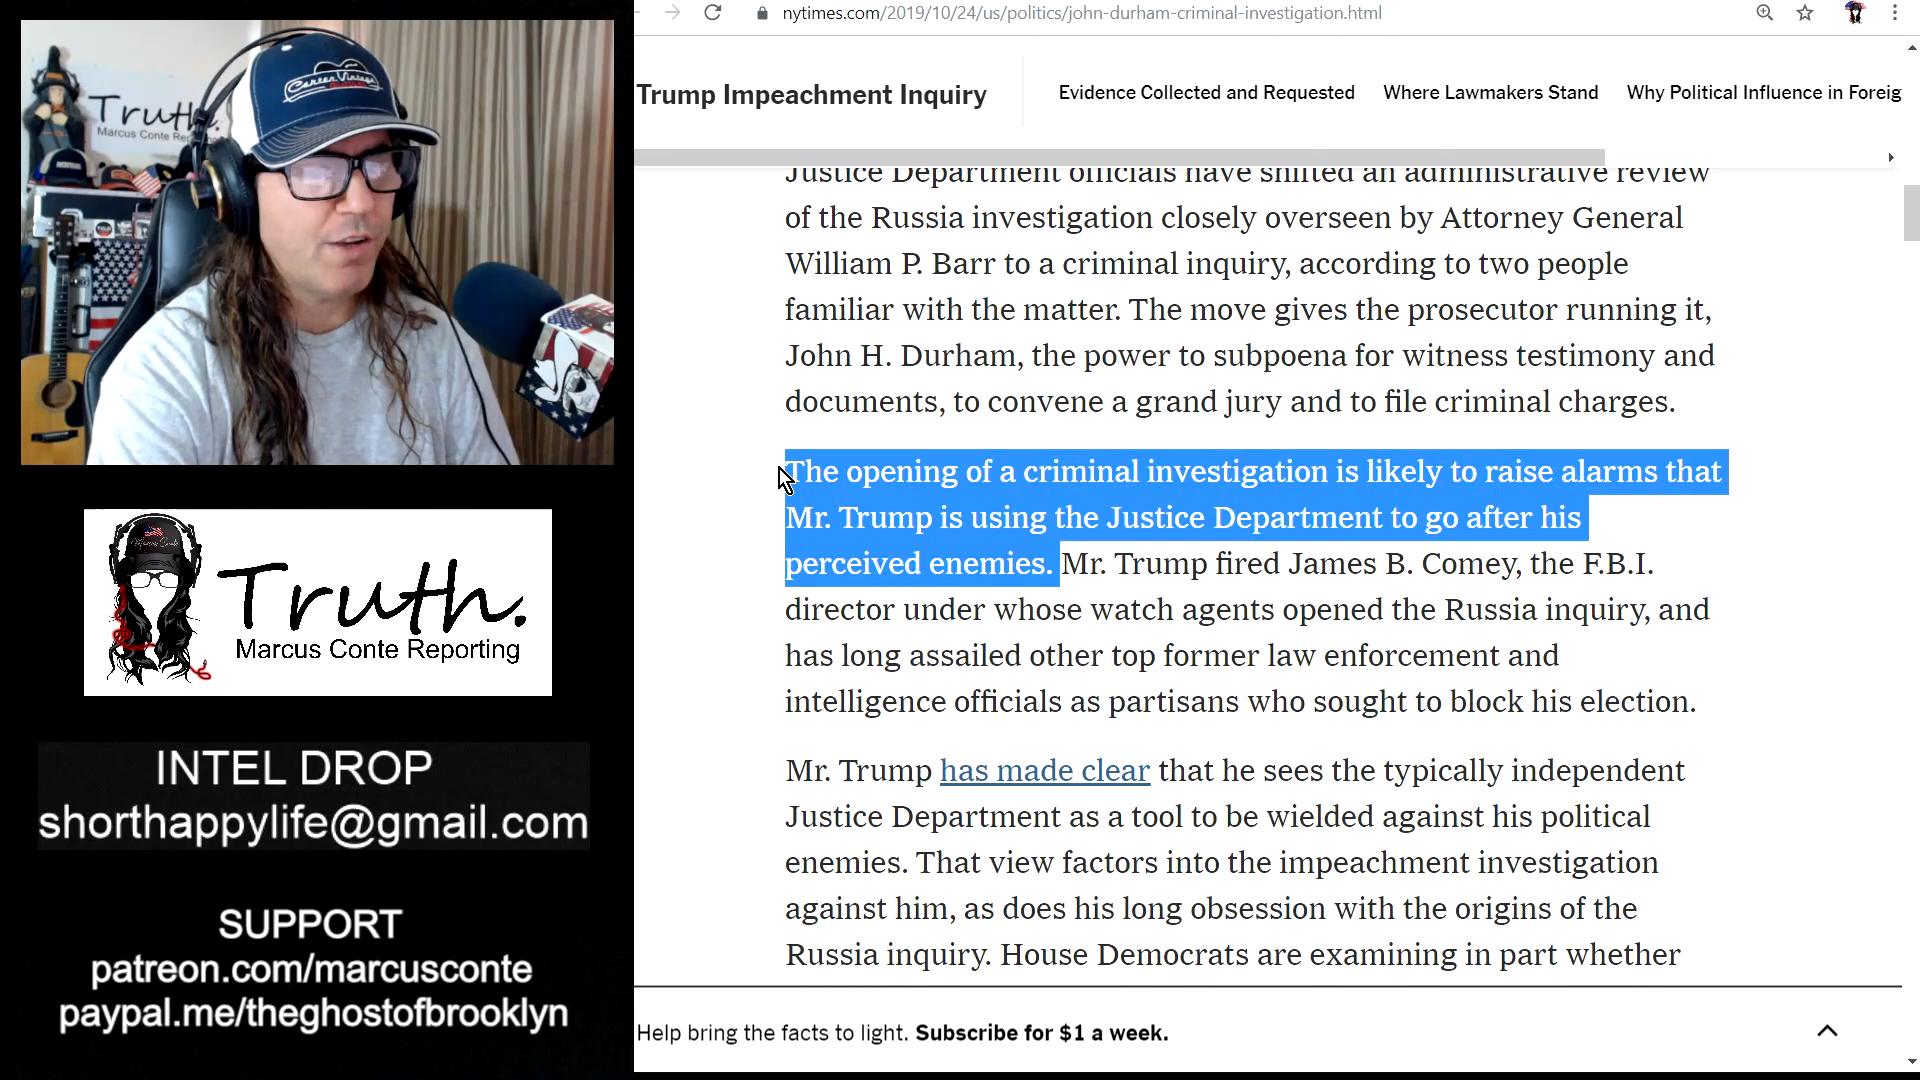 Truth.
Marcus Conte Reporting
Carter Vintage
Truth.
Marcus Conte Reporting
INTEL DROP
shorthappylife@gmail.com
SUPPORT
patreon.com/marcusconte
paypal.me/theghostofbrooklyn
nytimes.com/2019/10/24/us/politics/john-durham-criminal-investigation.html
Trump Impeachment Inquiry
Evidence Collected and Requested
Where Lawmakers Stand
Why Political Influence in Foreig
Justice Department officials have shifted an administrative review
of the Russia investigation closely overseen by Attorney General
William P. Barr to a criminal inquiry, according to two people
familiar with the matter. The move gives the prosecutor running it,
John H. Durham, the power to subpoena for witness testimony and
documents, to convene a grand jury and to file criminal charges.
The opening of a criminal investigation is likely to raise alarms that
Mr. Trump is using the Justice Department to go after his
perceived enemies. Mr. Trump fired James B. Comey, the F.B.I.
director under whose watch agents opened the Russia inquiry, and
has long assailed other top former law enforcement and
intelligence officials as partisans who sought to block his election.
Mr. Trump has made clear that he sees the typically independent
Justice Department as a tool to be wielded against his political
enemies. That view factors into the impeachment investigation
against him, as does his long obsession with the origins of the
Russia inquiry. House Democrats are examining in part whether
Help bring the facts to light. Subscribe for $1 a week.